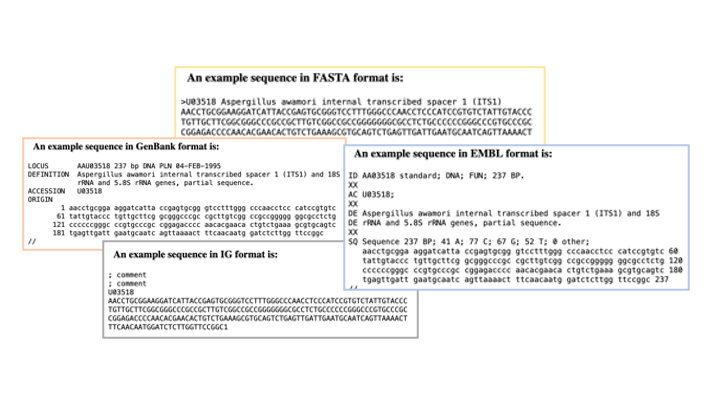 An example sequence in FASTA format is:
>U03518 Aspergillus awamori internal transcribed spacer 1 (ITS1)
AACCTGCGGAAGGATCATTACCGAGTGCGGGTCCTTTGGGCCCAACCTCCCATCCGTGTCTATTGTACCC
TGTTGCTTCGGCGGGCCCGCCGCTTGTCGGCCGCCGGGGGGGCGCCTCTGCCCCCCGGGCCCGTGCCCGC
CGGAGACCCCAACACGAACACTGTCTGAAAGCGTGCAGTCTGAGTTGATTGAATGCAATCAGTTAAAACT
An example sequence in GenBank format is:
LOCUS AAU03518 237 bp DNA PLN 04-FEB-1995
DEFINITION Aspergillus awamori internal transcribed spacer 1 (ITS1) and 18S
rRNA and 5.8S rRNA genes, partial sequence.
ACCESSION U03518
ORIGIN
1 aacctgcgga aggatcatta ccgagtgcgg gtcctttggg cccaacctcc catccgtgtc
61 tattgtaccc tgttgcttcg gcgggcccgc cgcttgtcgg ccgccggggg ggcgcctctg
121 ccccccgggc ccgtgcccgc cggagacccc aacacgaaca ctgtctgaaa gcgtgcagtc
181 tgagttgatt gaatgcaatc agttaaaact ttcaacaatg gatctcttgg ttccggc
//
An example sequence in EMBL format is:
ID AA03518 standard; DNA; FUN; 237 BP.
XX
AC U03518;
XX
DE Aspergillus awamori internal transcribed spacer 1 (ITS1) and 18S
DE rRNA and 5.8S rRNA genes, partial sequence.
XX
SQ Sequence 237 BP; 41 A; 77 C; 67 G; 52 T; 0 other;
aacctgcgga aggatcatta ccgagtgcgg gtcctttggg cccaacctcc catccgtgtc 60
tattgtaccc tgttgcttcg gcgggcccgc cgcttgtcgg ccgccggggg ggcgcctctg 120
ccccccgggc ccgtgcccgc cggagacccc aacacgaaca ctgtctgaaa gcgtgcagtc 180
tgagttgatt gaatgcaatc agttaaaact ttcaacaatg gatctcttgg ttccggc 237
//
An example sequence in IG format is:
; comment
; comment
U03518
AACCTGCGGAAGGATCATTACCGAGTGCGGGTCCTTTGGGCCCAACCTCCCATCCGTGTCTATTGTACCC
TGTTGCTTCGGCGGGCCCGCCGCTTGTCGGCCGCCGGGGGGGCGCCTCTGCCCCCCGGGCCCGTGCCCGC
CGGAGACCCCAACACGAACACTGTCTGAAAGCGTGCAGTCTGAGTTGATTGAATGCAATCAGTTAAAACT
TTCAACAATGGATCTCTTGGTTCCGGC1